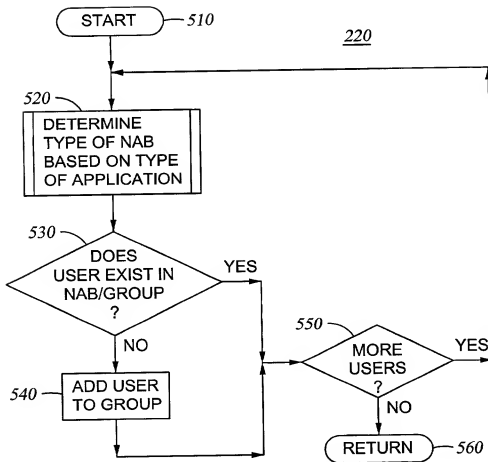 START
510
220
520
DETERMINE
TYPE OF NAB
BASED ON TYPE
OF APPLICATION
530
DOES
USER EXIST IN
NAB/GROUP
?
YES
NO
540
ADD USER
TO GROUP
550
MORE
USERS
?
YES
NO
RETURN
560